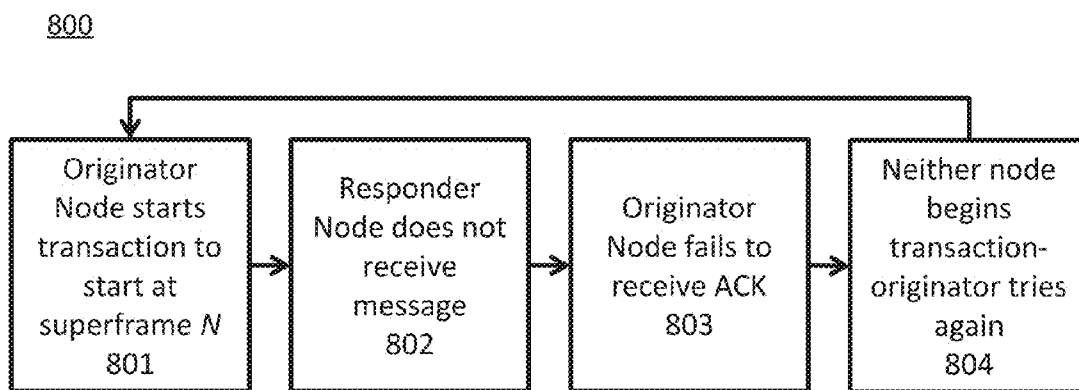 800
Originator
Node starts
transaction to
start at
superframe N
801
Responder
Node does not
receive
message
802
Originator
Node fails to
receive ACK
803
Neither node
begins
transaction-
originator tries
again
804